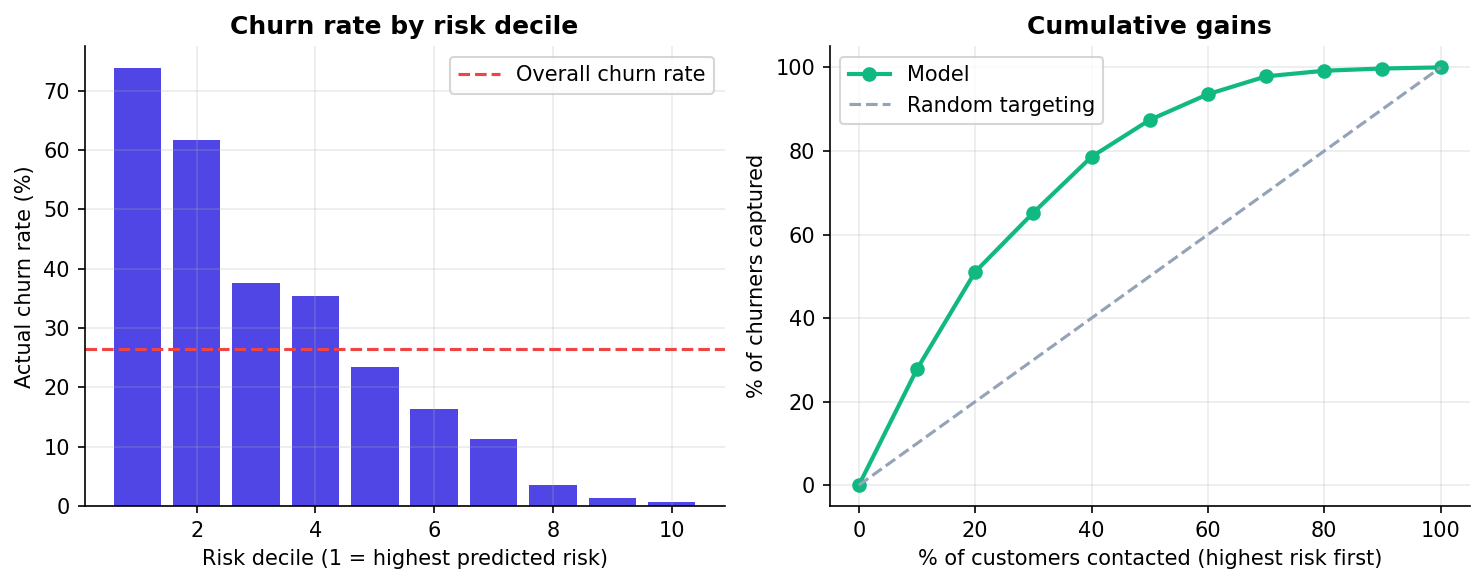 Churn rate by risk decile
Overall churn rate
Actual churn rate (%)
70
60
50
40
30
20
10
0
2
4
6
8
10
Risk decile (1 = highest predicted risk)
Cumulative gains
Model
Random targeting
% of churners captured
100
80
60
40
20
0
0
20
40
60
80
100
% of customers contacted (highest risk first)